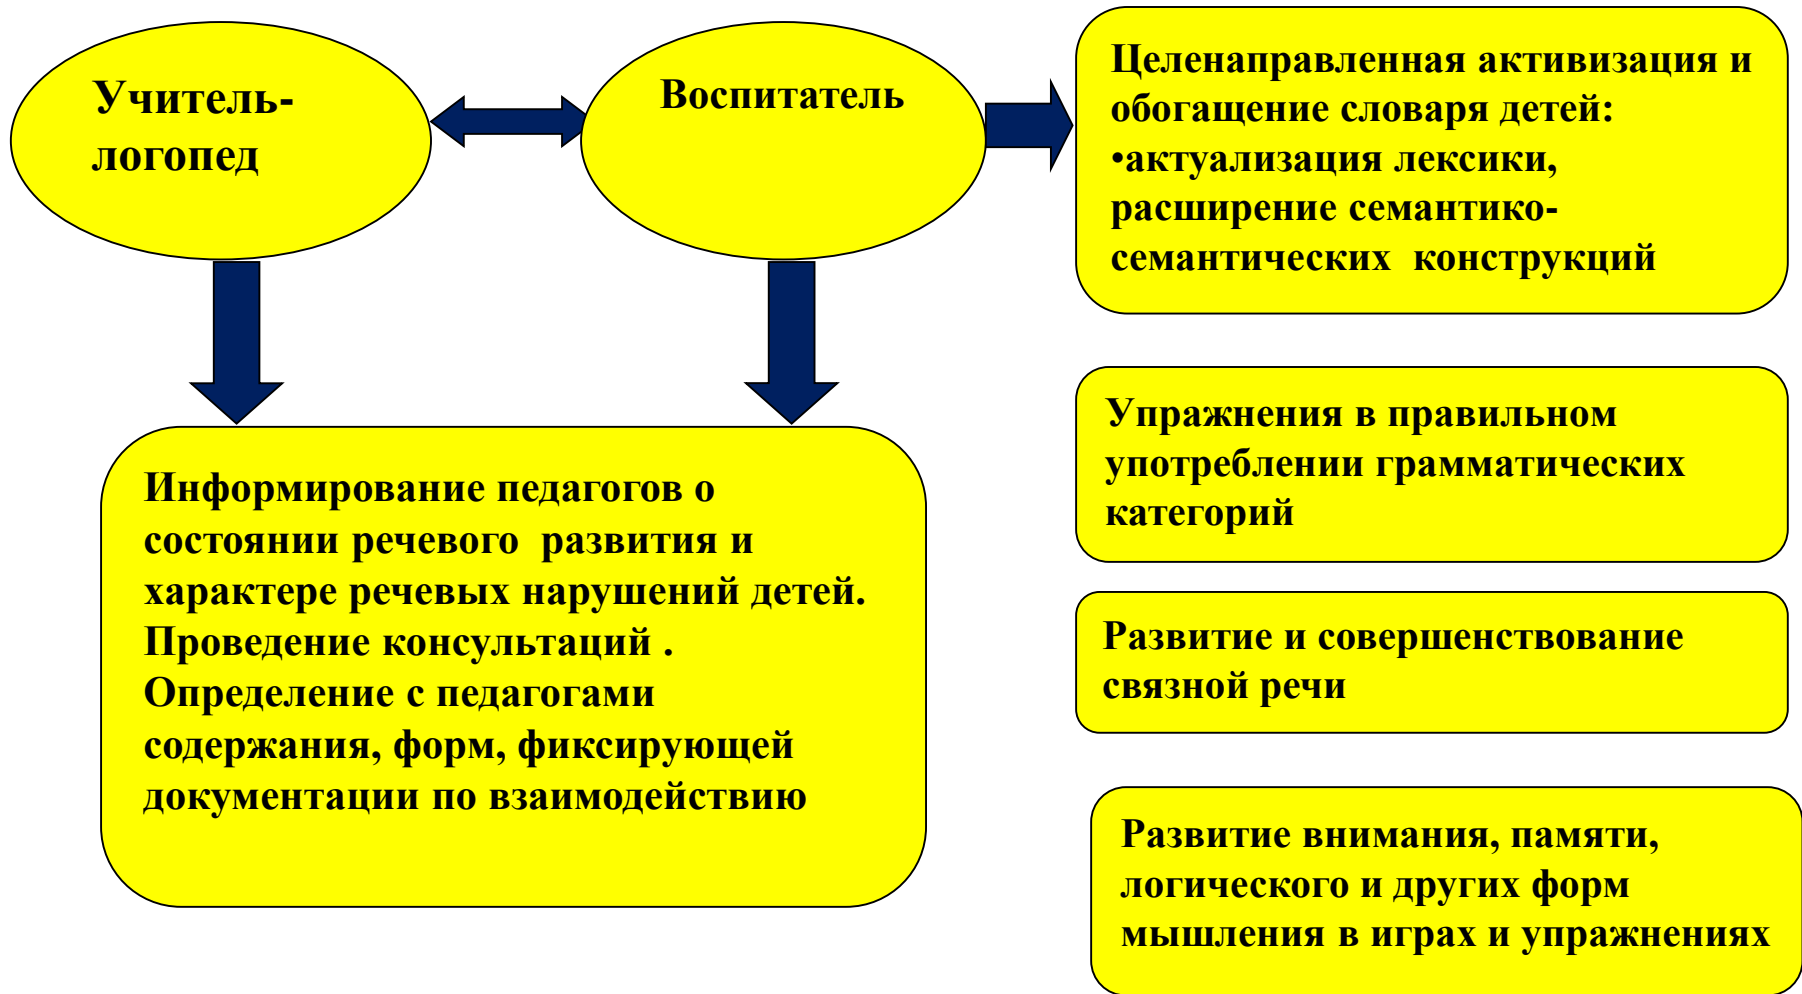 Учитель-
логопед
Воспитатель
Целенаправленная активизация и
обогащение словаря детей:
•актуализация лексики,
расширение семантико-
семантических  конструкций
Упражнения в правильном
употреблении грамматических
категорий
Развитие и совершенствование
связной речи
Развитие внимания, памяти,
логического и других форм
мышления в играх и упражнениях
Информирование педагогов о
состоянии речевого  развития и
характере речевых нарушений детей.
Проведение консультаций .
Определение с педагогами
содержания, форм, фиксирующей
документации по взаимодействию